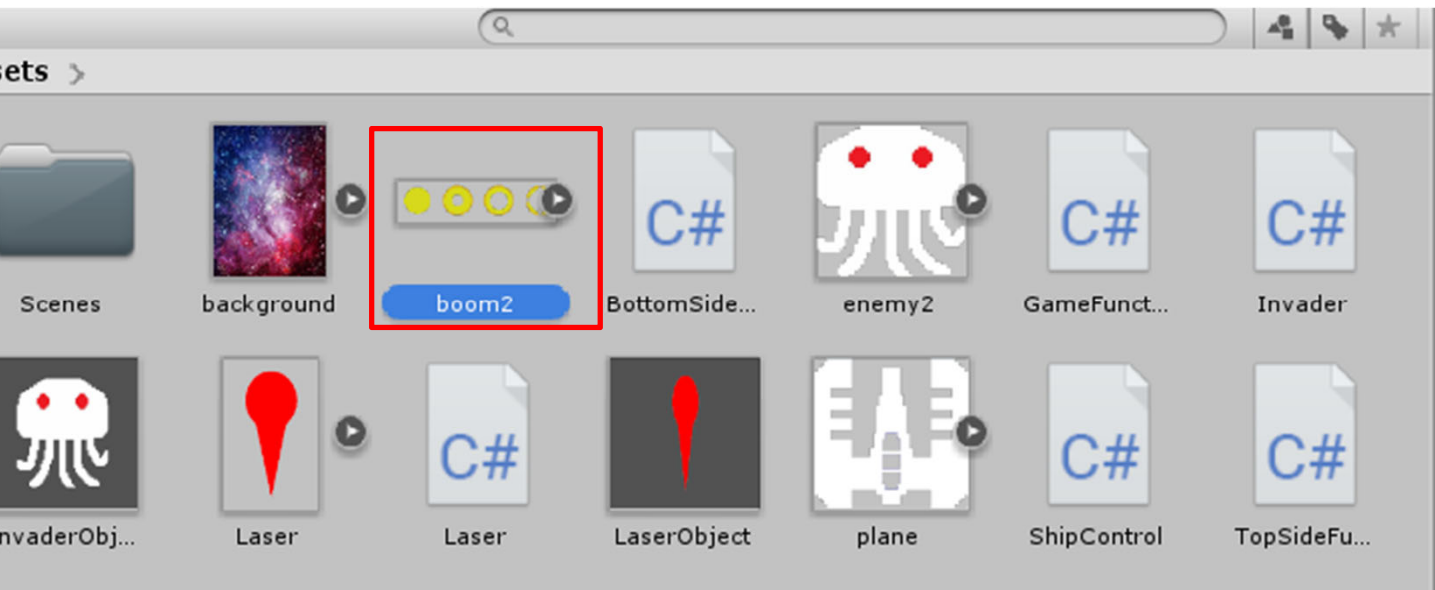 sets >
C# C# C#
Scenes background boom2 BottomSide... enemy2 GameFunct... Invader
C# C# C#
nvaderObj... Laser Laser LaserObject plane ShipControl TopSideFu...